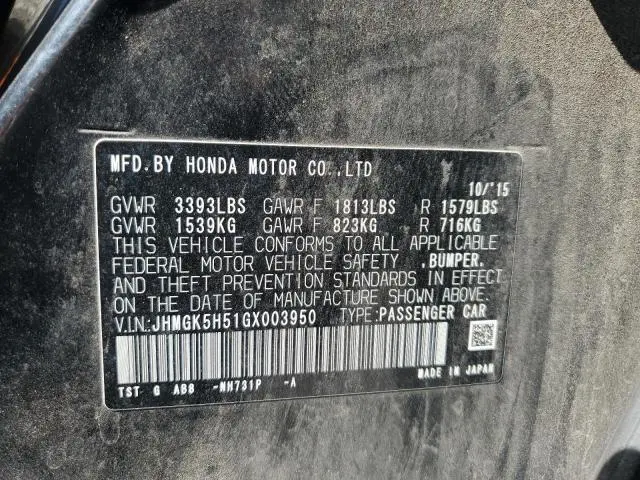 MFD.BY HONDA MOTOR CO.,LTD
10/'15
GVWR 3393LBS GAWR F 1813LBS R 1579LBS
GVWR 1539KG GAWR F 823KG R 716KG
THIS VEHICLE CONFORMS TO ALL APPLICABLE
FEDERAL MOTOR VEHICLE SAFETY ,BUMPER,
AND THEFT PREVENTION STANDARDS IN EFFECT
ON THE DATE OF MANUFACTURE SHOWN ABOVE.
V.I.N:JHMGK5H51GX003950 TYPE:PASSENGER CAR
TST G AB8 -NH731P -A
MADE IN JAPAN